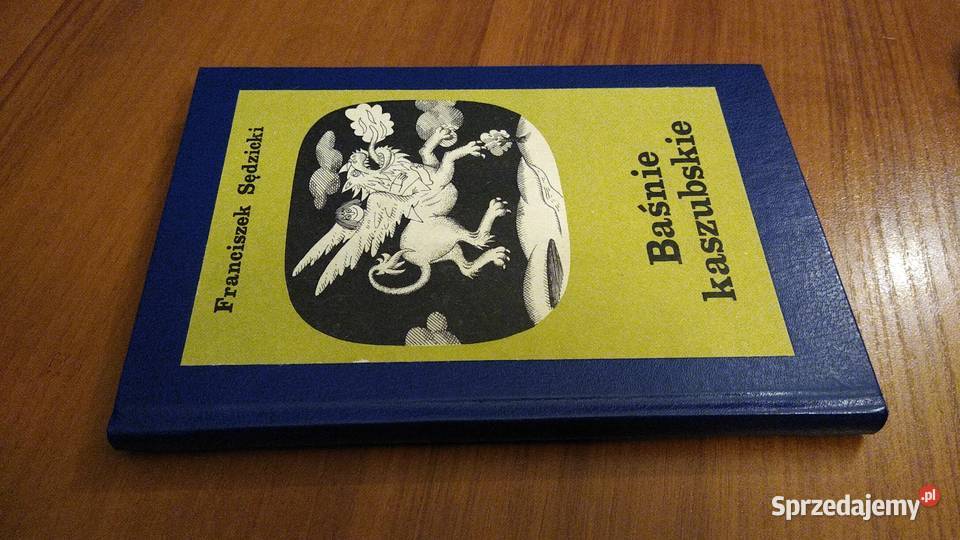 Franciszek Sędzicki
Baśnie
kaszubskie
Sprzedajemy.pl